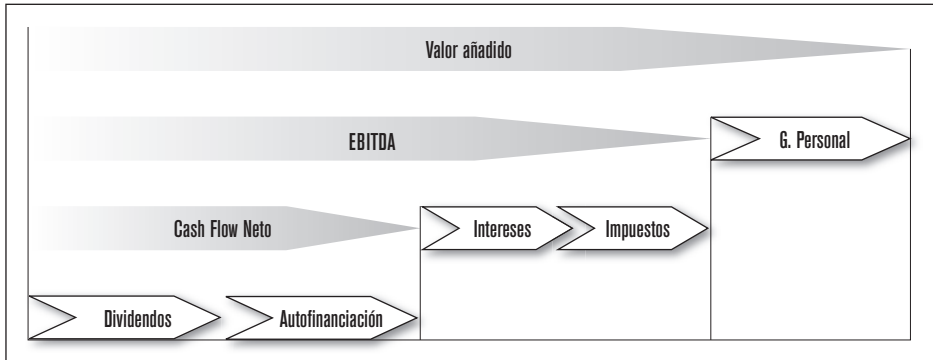 Valor añadido
EBITDA
G. Personal
Cash Flow Neto
Intereses
Impuestos
Dividendos
Autofinanciación